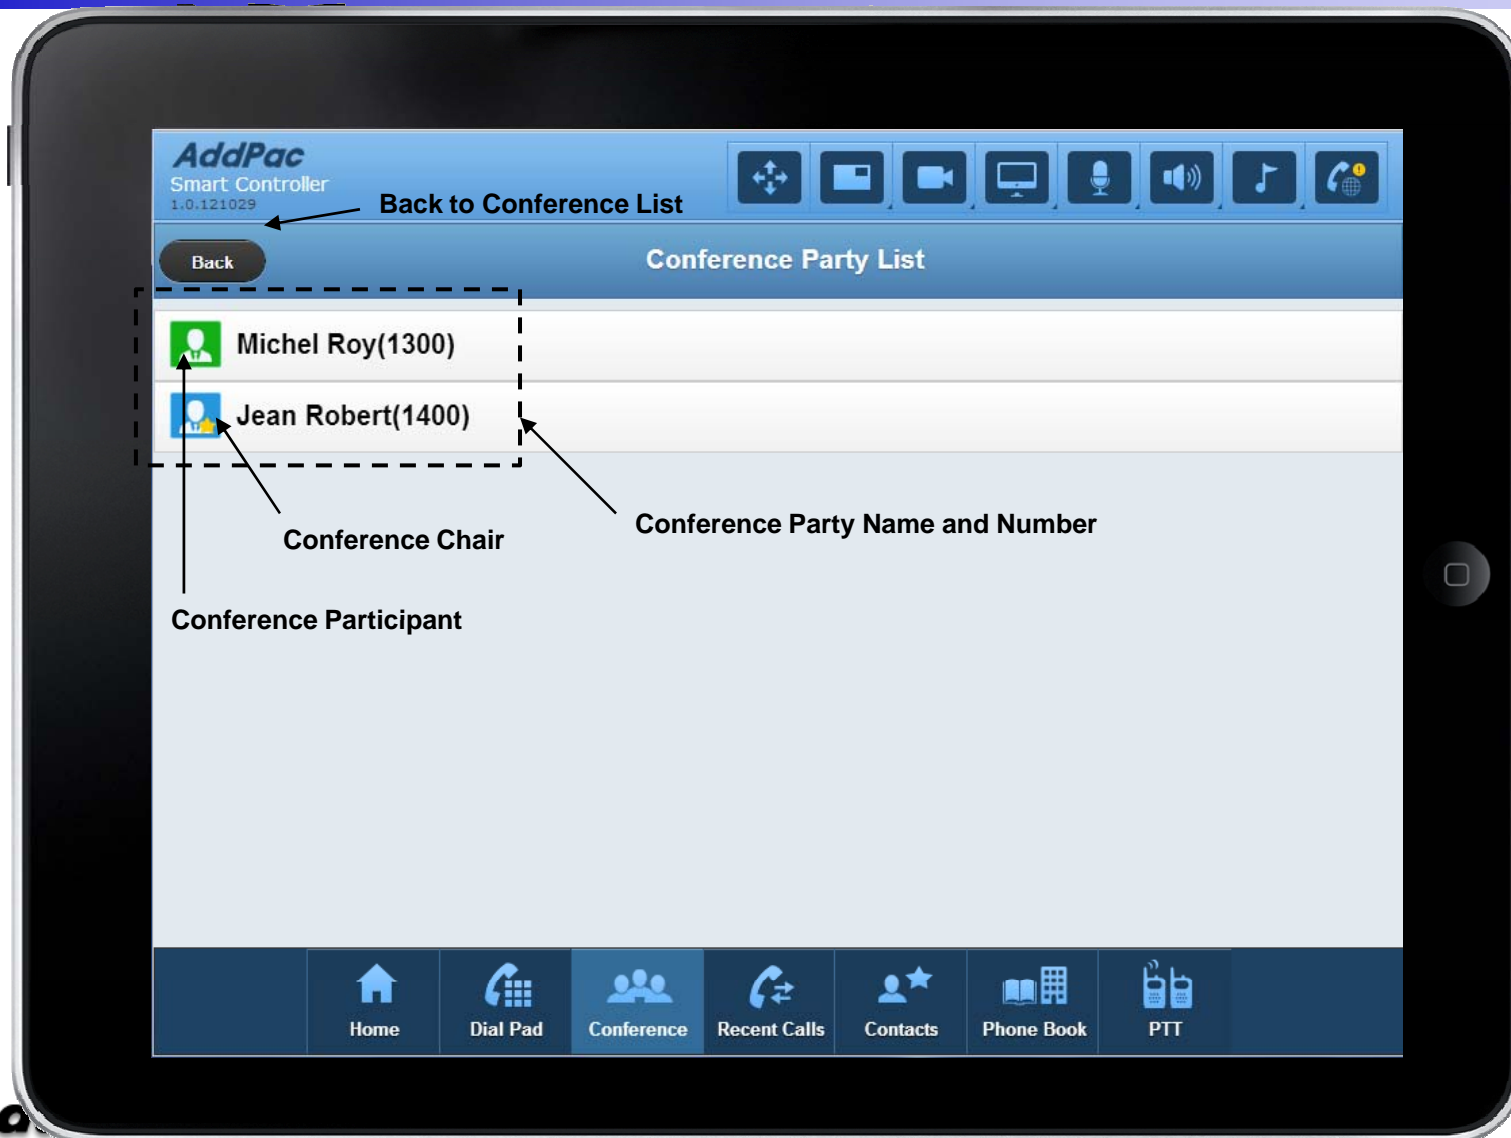 AddPac
Smart Controller
1.0.121029
Back to Conference List
Back
Conference Party List
Michel Roy(1300)
Jean Robert(1400)
Conference Chair
Conference Party Name and Number
Conference Participant
Home
Dial Pad
Conference
Recent Calls
Contacts
Phone Book
PTT